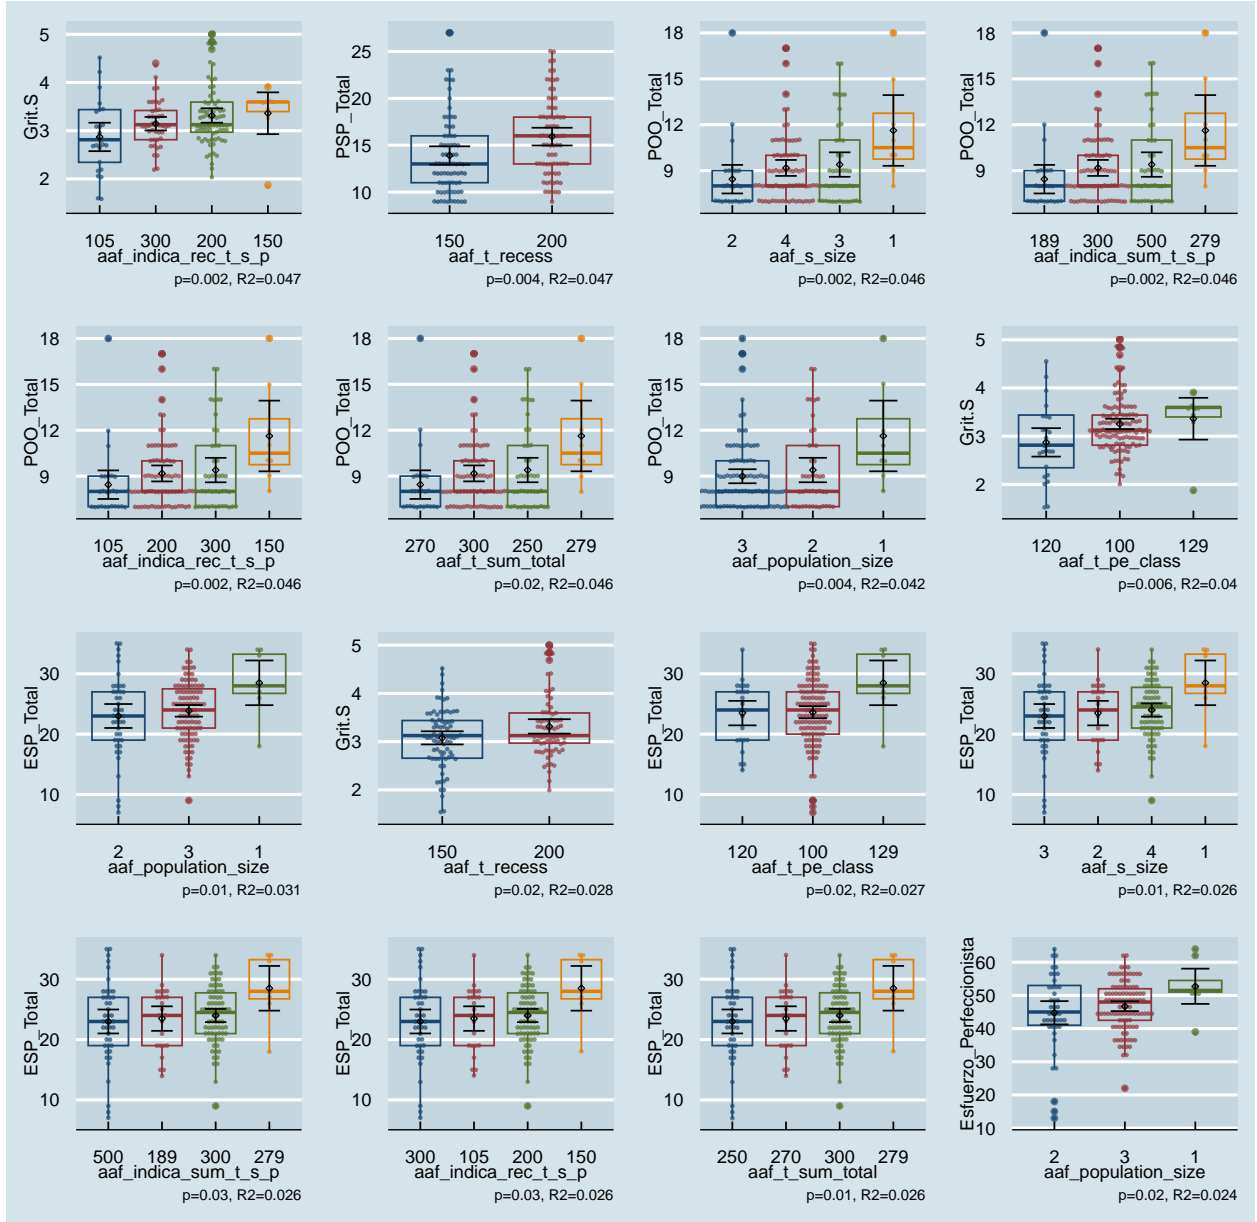 5
4
3
2
Grit.S
105 300 200 150
aaf_indica_rec_t_s_p
p=0.002, R2=0.047
25
20
15
10
PSP_Total
150 200
aaf_t_recess
p=0.004, R2=0.047
18
15
12
9
POO_Total
2 4 3 1
aaf_s_size
p=0.002, R2=0.046
18
15
12
9
POO_Total
189 300 500 279
aaf_indica_sum_t_s_p
p=0.002, R2=0.046
18
15
12
9
POO_Total
105 200 300 150
aaf_indica_rec_t_s_p
p=0.002, R2=0.046
18
15
12
9
POO_Total
270 300 250 279
aaf_t_sum_total
p=0.02, R2=0.046
18
15
12
9
POO_Total
3 2 1
aaf_population_size
p=0.004, R2=0.042
5
4
3
2
Grit.S
120 100 129
aaf_t_pe_class
p=0.006, R2=0.04
30
20
10
ESP_Total
2 3 1
aaf_population_size
p=0.01, R2=0.031
5
4
3
2
Grit.S
150 200
aaf_t_recess
p=0.02, R2=0.028
30
20
10
ESP_Total
120 100 129
aaf_t_pe_class
p=0.02, R2=0.027
30
20
10
ESP_Total
3 2 4 1
aaf_s_size
p=0.01, R2=0.026
30
20
10
ESP_Total
500 189 300 279
aaf_indica_sum_t_s_p
p=0.03, R2=0.026
30
20
10
ESP_Total
300 105 200 150
aaf_indica_rec_t_s_p
p=0.03, R2=0.026
30
20
10
ESP_Total
250 270 300 279
aaf_t_sum_total
p=0.01, R2=0.026
60
50
40
30
20
10
Esfuerzo_Perfeccionista
2 3 1
aaf_population_size
p=0.02, R2=0.024